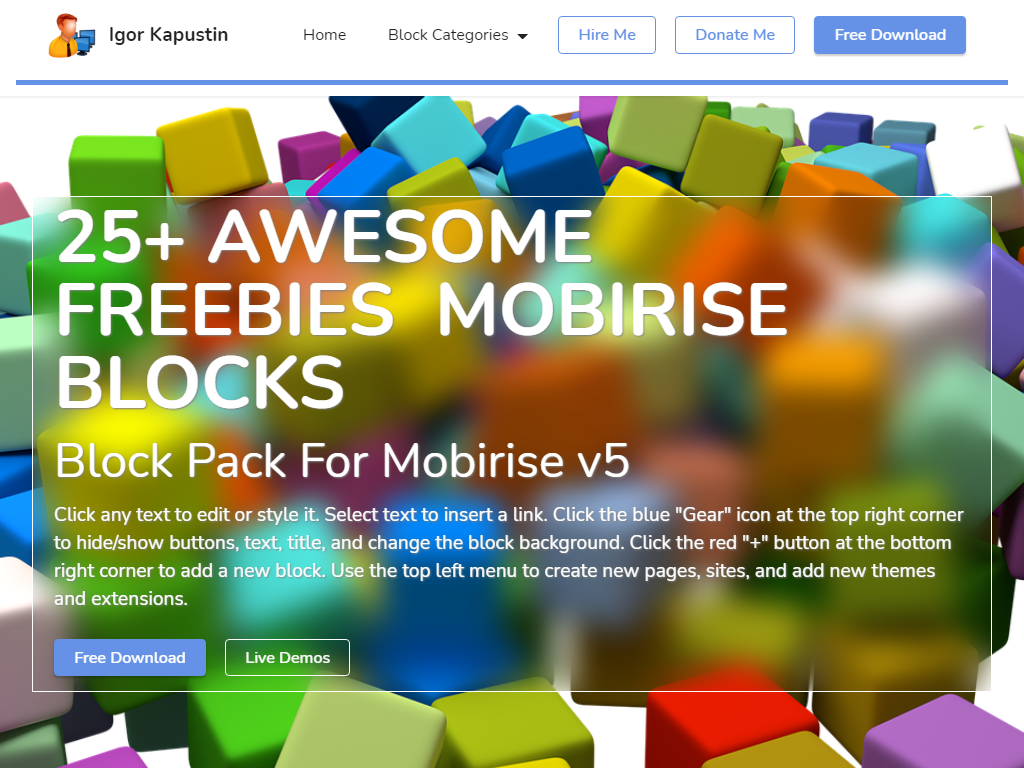 Igor Kapustin
Home
Block Categories
Hire Me
Donate Me
Free Download
25+ AWESOME
FREEBIES  MOBIRISE
BLOCKS
Block Pack For Mobirise v5
Click any text to edit or style it. Select text to insert a link. Click the blue "Gear" icon at the top right corner
to hide/show buttons, text, title, and change the block background. Click the red "+" button at the bottom
right corner to add a new block. Use the top left menu to create new pages, sites, and add new themes
and extensions.
Free Download
Live Demos